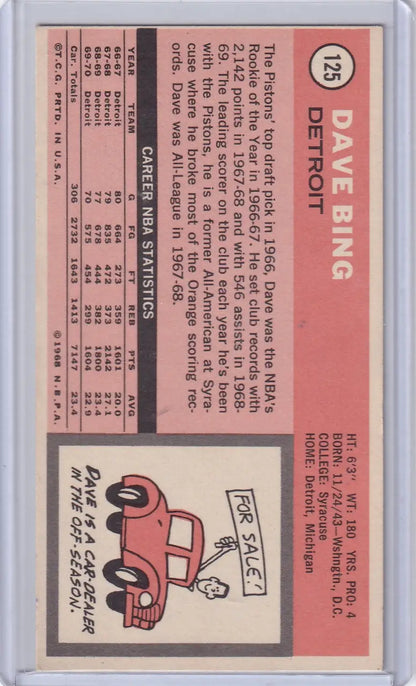 125
DAVE BING
DETROIT
HT: 6'3" WT: 180 YRS. PRO: 4
BORN: 11/24/43—Wshngtn., D.C.
COLLEGE: Syracuse
HOME: Detroit, Michigan
The Pistons' top draft pick in 1966, Dave was the NBA's
Rookie of the Year in 1966-67. He set club records with
2,142 points in 1967-68 and with 546 assists in 1968-
69. The leading scorer on the club each year he's been
with the Pistons, he is a former All-American at Syra-
cuse where he broke most of the Orange scoring rec-
ords. Dave was All-League in 1967-68.
CAREER NBA STATISTICS
YEAR TEAM G FG FT REB PTS AVG
66-67 Detroit 80 664 273 359 1601 20.0
67-68 Detroit 79 835 472 373 2142 27.1
68-69 Detroit 77 678 444 382 1800 23.4
69-70 Detroit 70 575 454 299 1604 22.9
Car. Totals 306 2732 1643 1413 7147 23.4
©T.C.G. PRTD. IN U.S.A. ©1968 N.B.P.A.
FOR SALE!
DAVE IS A CAR-DEALER
IN THE OFF-SEASON.